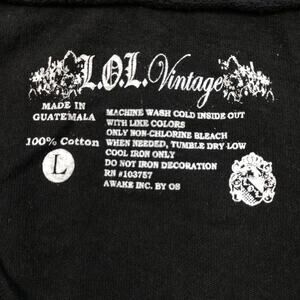 L.O.L. Vintage
MADE IN
GUATEMALA
100% Cotton
L
MACHINE WASH COLD INSIDE OUT
WITH LIKE COLORS
ONLY NON-CHLORINE BLEACH
WHEN NEEDED, TUMBLE DRY LOW
COOL IRON ONLY
DO NOT IRON DECORATION
RN #103757
AWAKE INC. BY OS